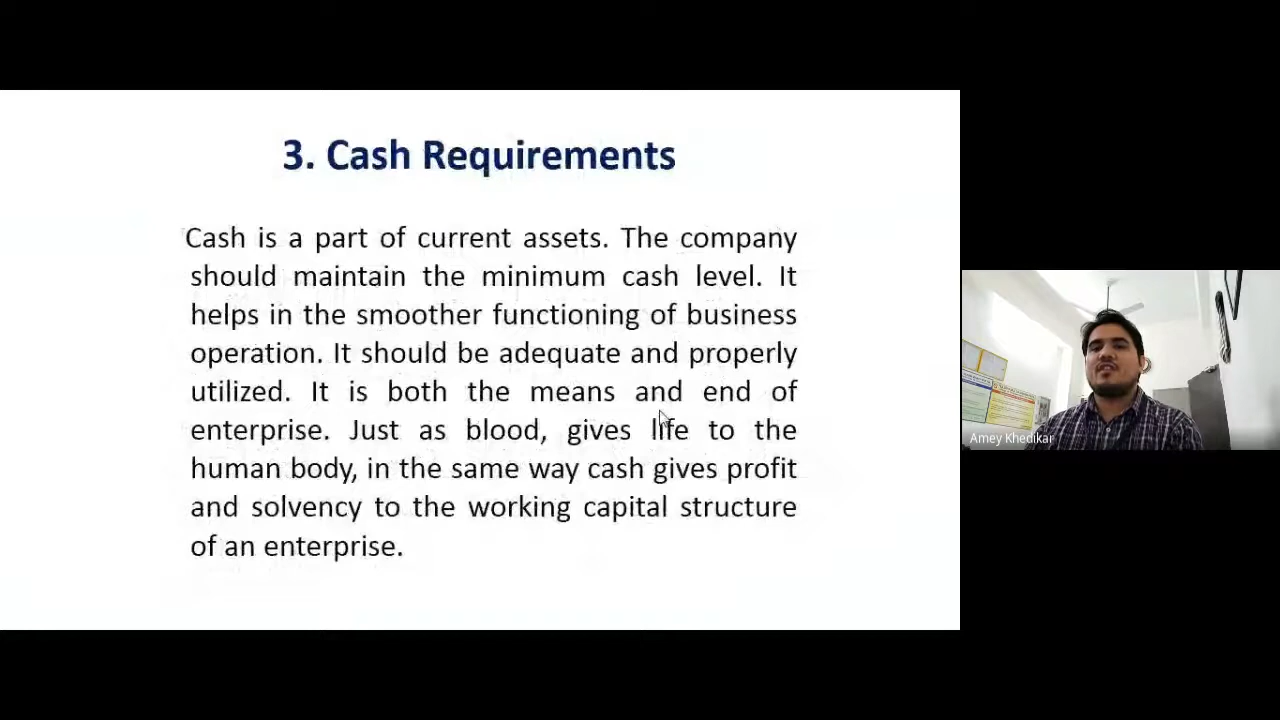 3. Cash Requirements
Cash is a part of current assets. The company
should maintain the minimum cash level. It
helps in the smoother functioning of business
operation. It should be adequate and properly
utilized. It is both the means and end of
enterprise. Just as blood, gives life to the
human body, in the same way cash gives profit
and solvency to the working capital structure
of an enterprise.
Amey Khedikar